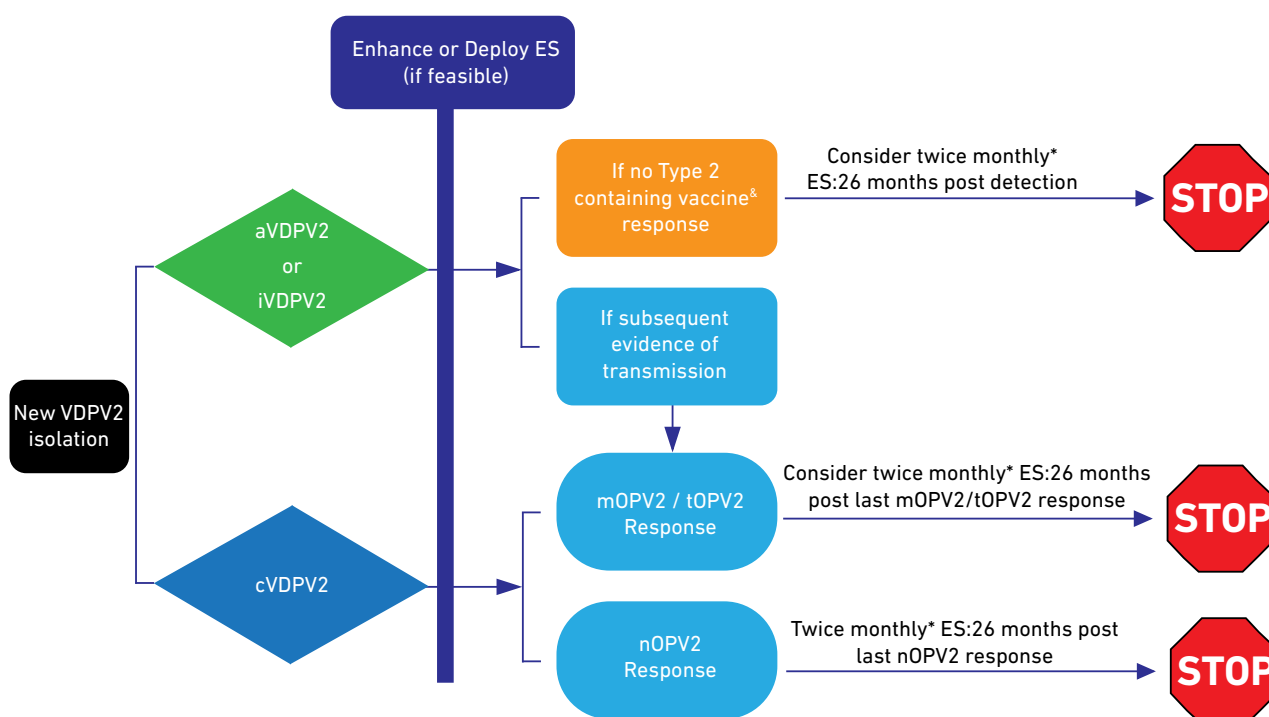 Enhance or Deploy ES
(if feasible)
If no Type 2
containing vaccine&
response
Consider twice monthly*
ES:26 months post detection
STOP
aVDPV2
or
iVDPV2
If subsequent
evidence of
transmission
New VDPV2
isolation
mOPV2 / tOPV2
Response
Consider twice monthly* ES:26 months
post last mOPV2/tOPV2 response
STOP
cVDPV2
nOPV2
Response
Twice monthly* ES:26 months post
last nOPV2 response
STOP